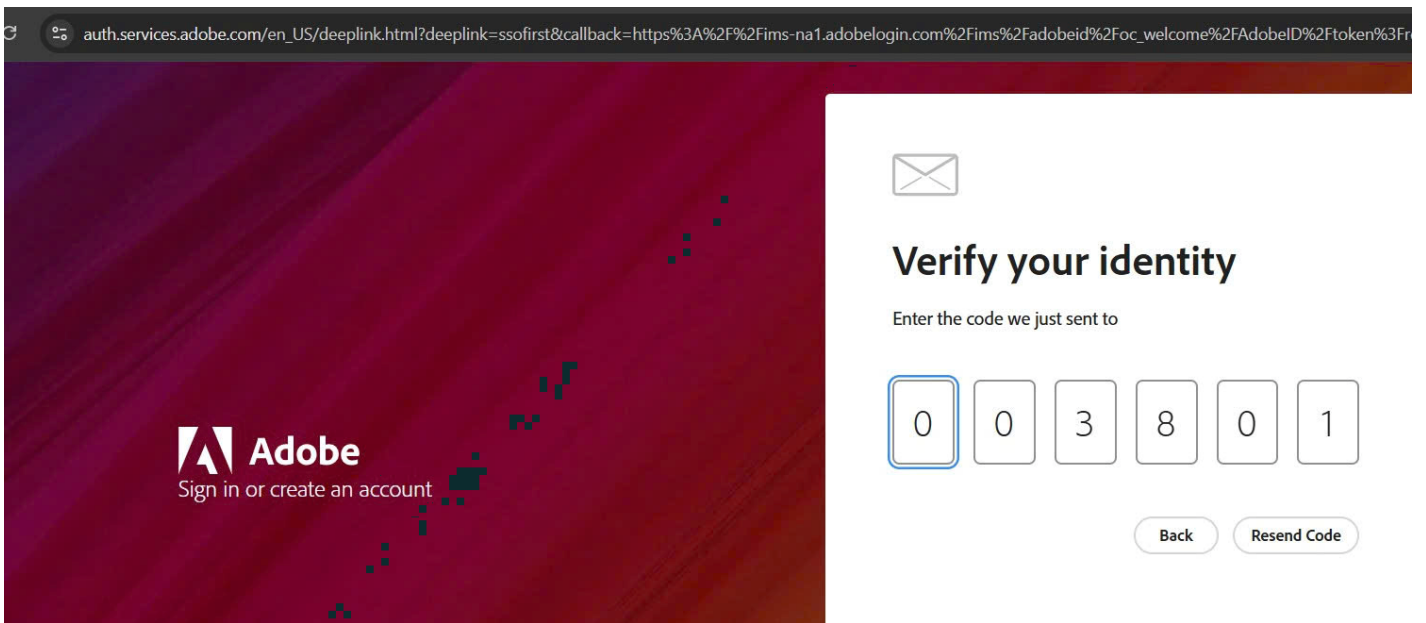 auth.services.adobe.com/en_US/deeplink.html?deeplink=ssofirst&callback=https%3A%2F%2Fims-na1.adobelogin.com%2Fims%2Fadobeid%2Foc_welcome%2FAdobeID%2Ftoken%3Fr
Adobe
Sign in or create an account
Verify your identity
Enter the code we just sent to
0 0 3 8 0 1
Back Resend Code